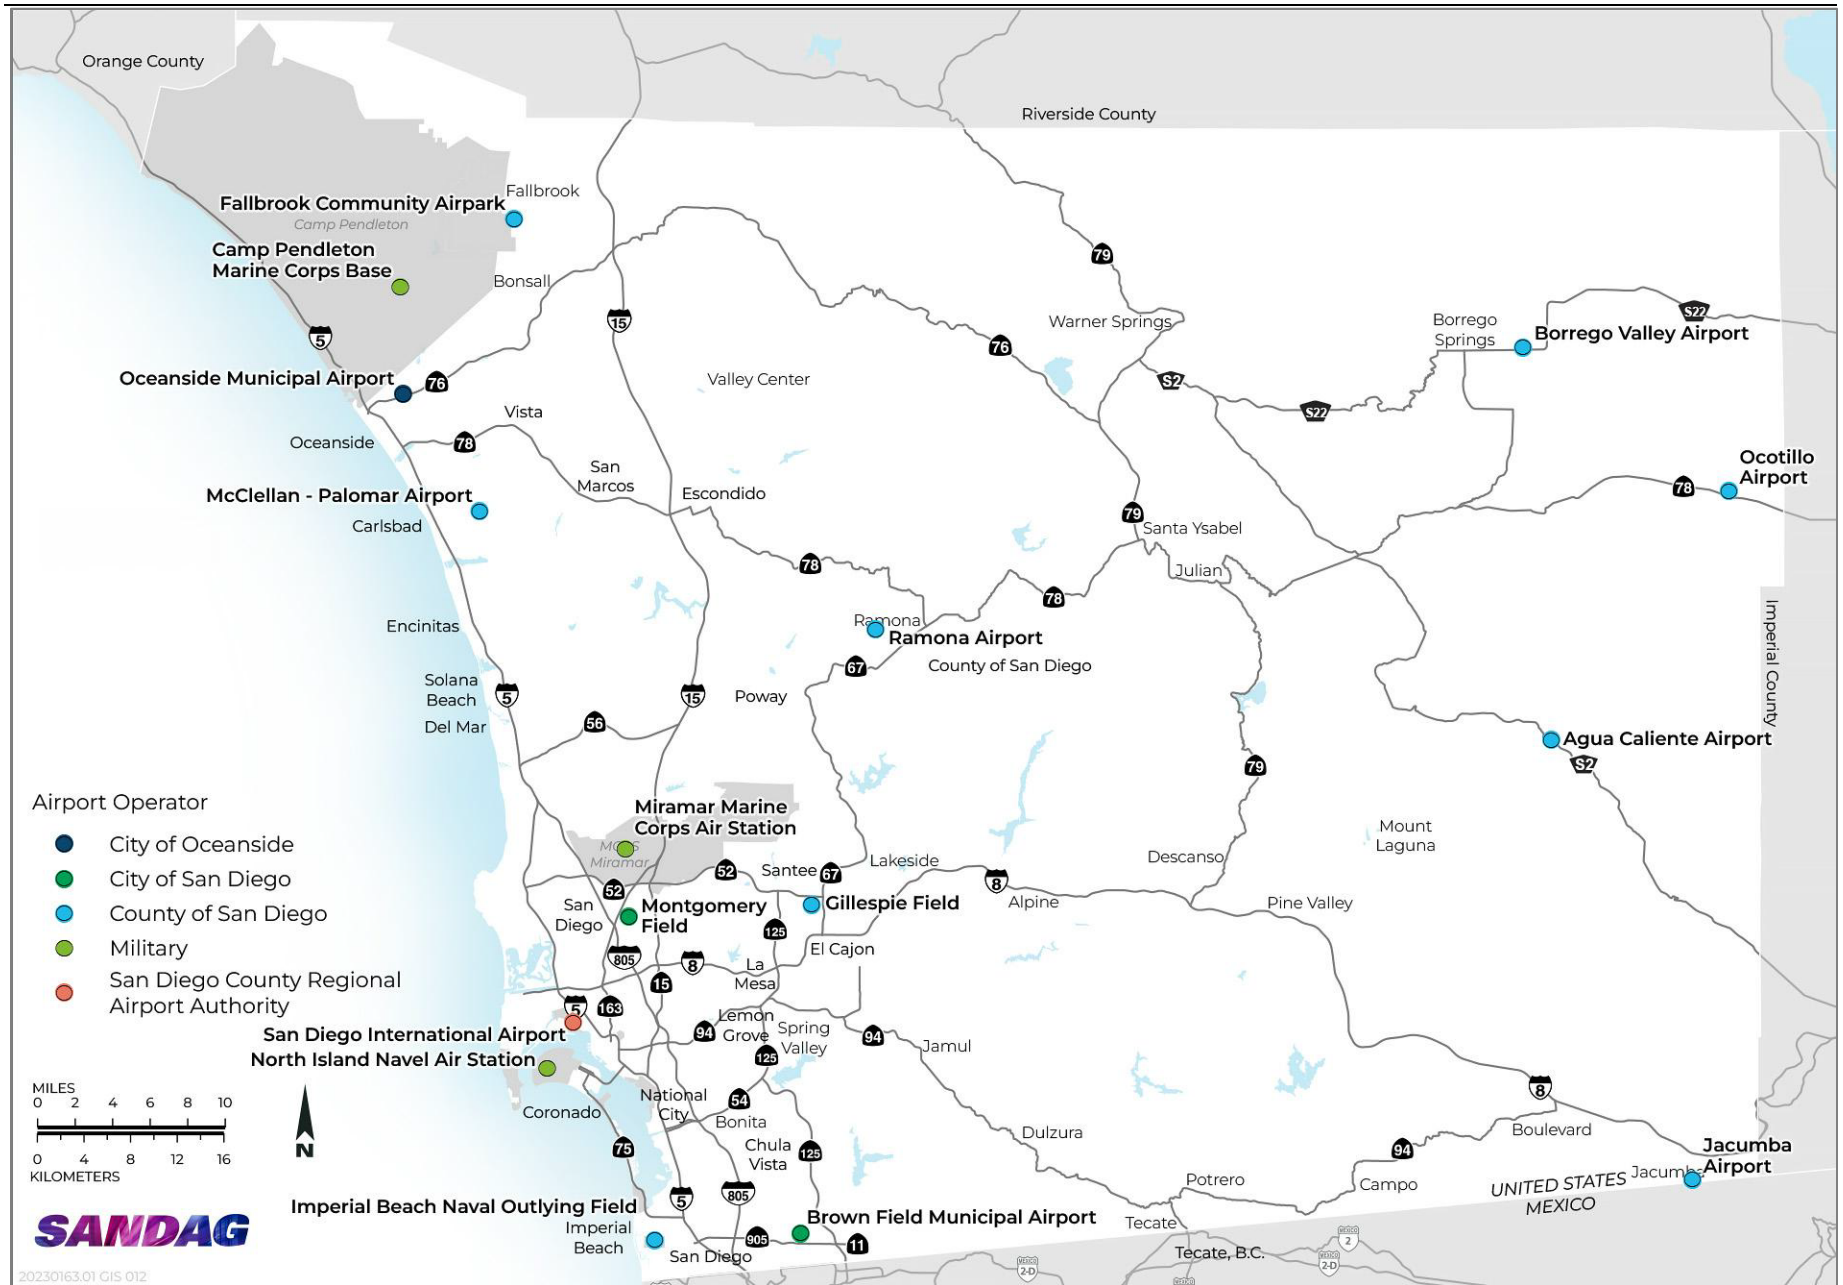 Orange County
Riverside County
Fallbrook
Fallbrook Community Airpark
Camp Pendleton
Camp Pendleton
Marine Corps Base
Bonsall
79
5
15
Warner Springs
76
Borrego
Springs
S22
Borrego Valley Airport
Oceanside Municipal Airport
76
Valley Center
S2
S22
Vista
Oceanside
78
San
Marcos
Escondido
Ocotillo
Airport
78
McClellan - Palomar Airport
Carlsbad
79
Santa Ysabel
78
Julian
78
Encinitas
Ramona
Ramona Airport
67
County of San Diego
Imperial County
Solana
Beach
5
15
Poway
Del Mar
56
Agua Caliente Airport
S2
79
Miramar Marine
Corps Air Station
MCAS
Miramar
Mount
Laguna
Descanso
Airport Operator
City of Oceanside
City of San Diego
County of San Diego
Military
San Diego County Regional
Airport Authority
52
52
Santee
67
Lakeside
8
Alpine
Pine Valley
San
Diego
Montgomery
Field
Gillespie Field
125
El Cajon
805
8
La
Mesa
15
5
163
San Diego International Airport
North Island Navel Air Station
94
Lemon
Grove
Spring
Valley
94
Jamul
125
MILES
0 2 4 6 8 10
0 4 8 12 16
KILOMETERS
N
Coronado
National
City
54
Bonita
8
Boulevard
75
Chula
Vista
125
Dulzura
94
Jacumba
Airport
Jacumba
Potrero
Campo
UNITED STATES
MEXICO
5
805
Imperial Beach Naval Outlying Field
Imperial
Beach
905
San Diego
Brown Field Municipal Airport
11
Tecate
Tecate, B.C.
2
2-D
2-D
SANDAG
20230163.01 GIS 012